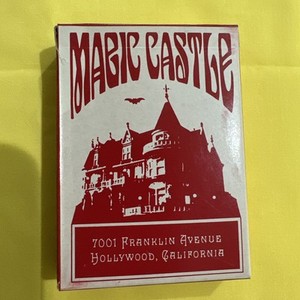 MAGIC CASTLE
7001 FRANKLIN AVENUE
HOLLYWOOD, CALIFORNIA